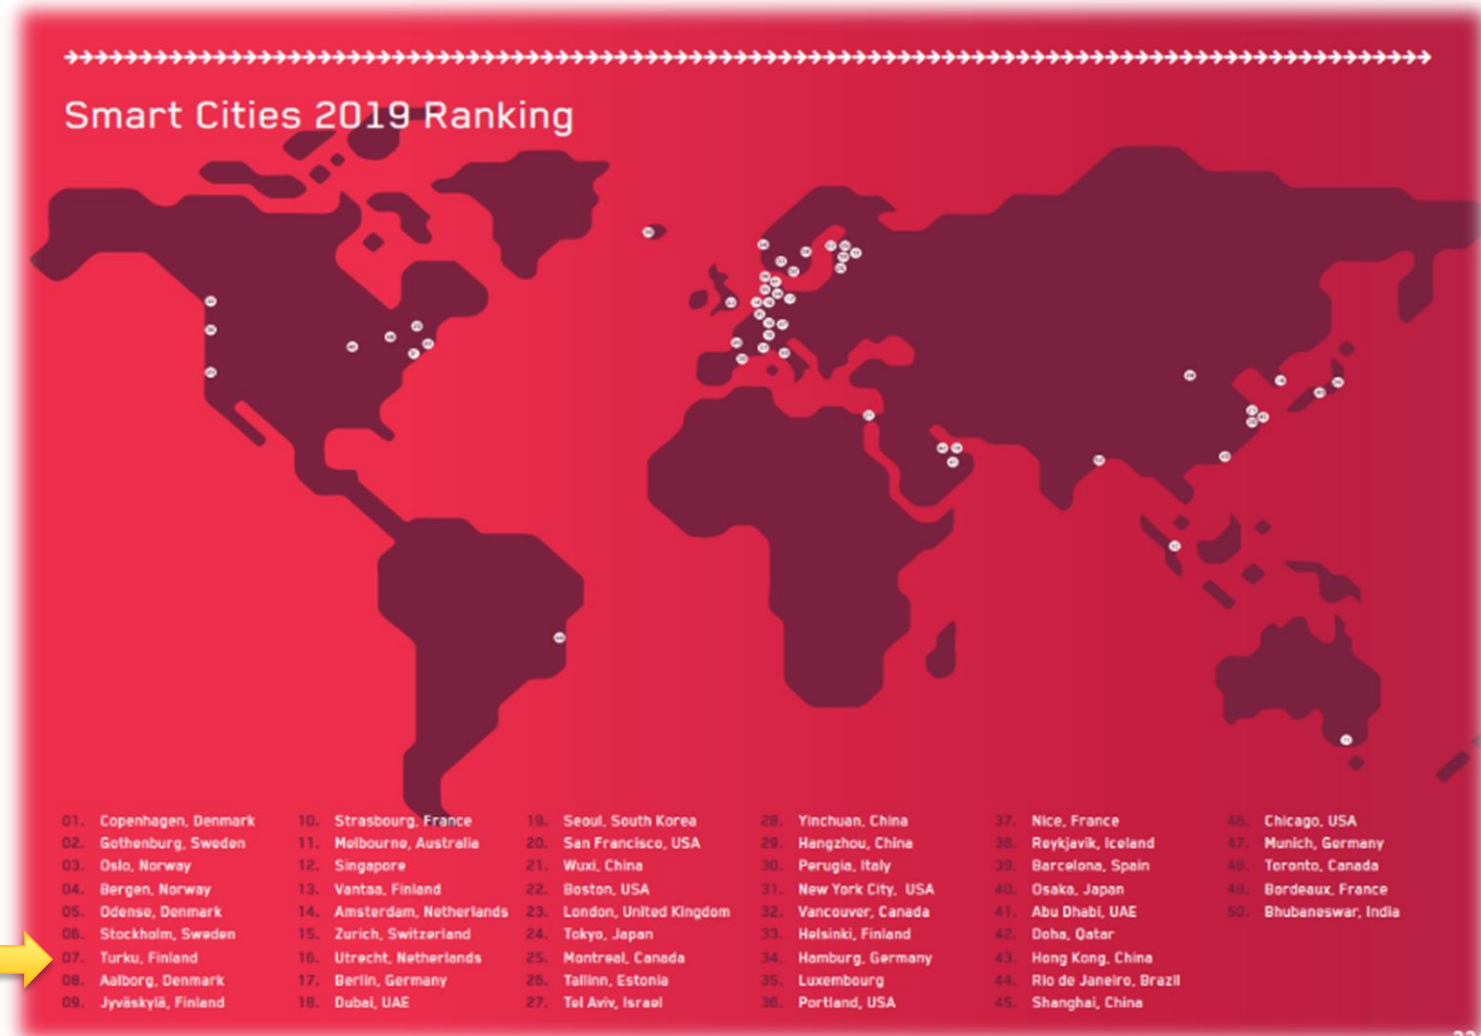 Smart Cities 2019 Ranking
01. Copenhagen, Denmark
02. Gothenburg, Sweden
03. Oslo, Norway
04. Bergen, Norway
05. Odense, Denmark
06. Stockholm, Sweden
07. Turku, Finland
08. Aalborg, Denmark
09. Jyväskylä, Finland
10. Strasbourg, France
11. Melbourne, Australia
12. Singapore
13. Vantaa, Finland
14. Amsterdam, Netherlands
15. Zurich, Switzerland
16. Utrecht, Netherlands
17. Berlin, Germany
18. Dubai, UAE
19. Seoul, South Korea
20. San Francisco, USA
21. Wuxi, China
22. Boston, USA
23. London, United Kingdom
24. Tokyo, Japan
25. Montreal, Canada
26. Tallinn, Estonia
27. Tel Aviv, Israel
28. Yinchuan, China
29. Hangzhou, China
30. Perugia, Italy
31. New York City, USA
32. Vancouver, Canada
33. Helsinki, Finland
34. Hamburg, Germany
35. Luxembourg
36. Portland, USA
37. Nice, France
38. Reykjavik, Iceland
39. Barcelona, Spain
40. Osaka, Japan
41. Abu Dhabi, UAE
42. Doha, Qatar
43. Hong Kong, China
44. Rio de Janeiro, Brazil
45. Shanghai, China
46. Chicago, USA
47. Munich, Germany
48. Toronto, Canada
49. Bordeaux, France
50. Bhubaneswar, India